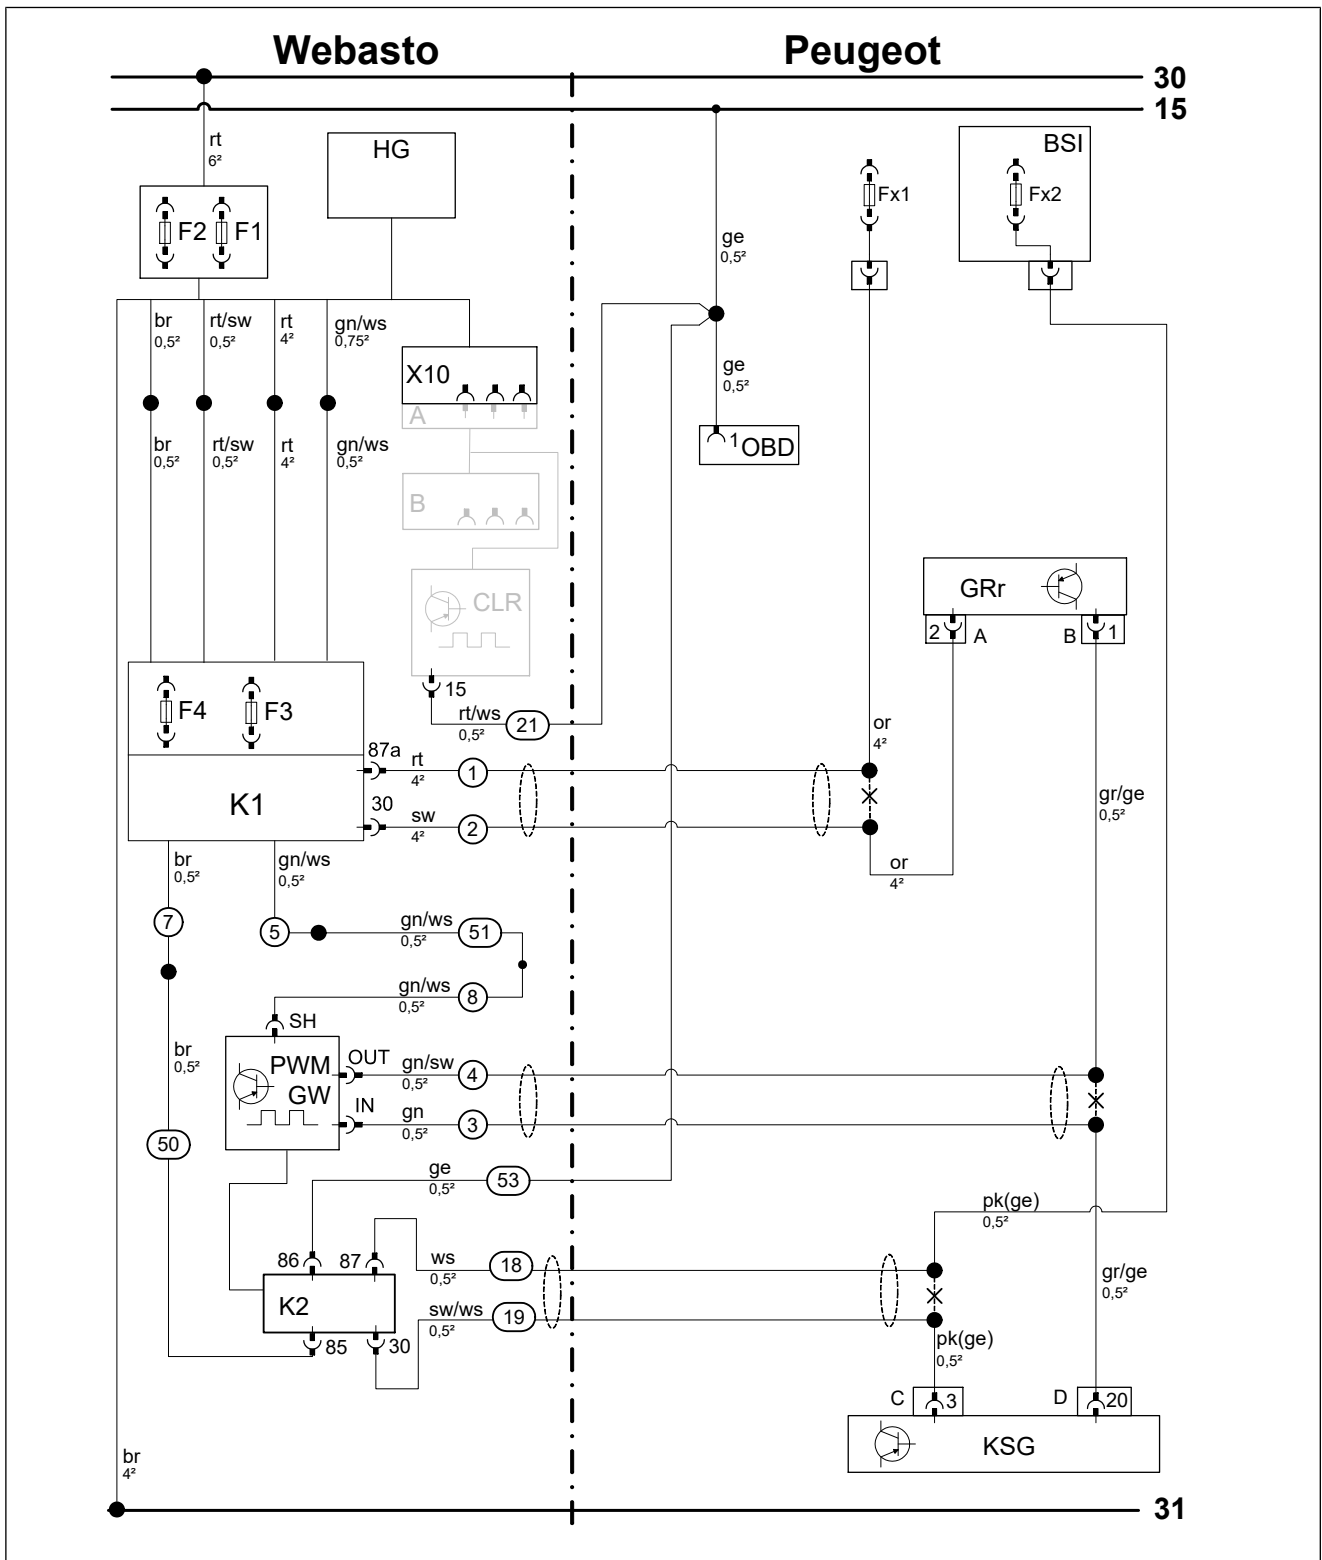 Webasto
Peugeot
30
15
rt
6²
HG
BSI
F2
F1
Fx1
Fx2
ge
0,5²
br
0,5²
rt/sw
0,5²
rt
4²
gn/ws
0,75²
X10
A
ge
0,5²
br
0,5²
rt/sw
0,5²
rt
4²
gn/ws
0,5²
1
OBD
B
CLR
GRr
2
A
B
1
15
F4
F3
rt/ws
0,5²
21
or
4²
87a
rt
4²
1
K1
30
sw
4²
2
gr/ge
0,5²
br
0,5²
gn/ws
0,5²
or
4²
7
5
gn/ws
0,5²
51
gn/ws
0,5²
8
SH
br
0,5²
PWM
GW
OUT
gn/sw
0,5²
4
IN
gn
0,5²
3
50
ge
0,5²
53
pk(ge)
0,5²
86
87
ws
0,5²
18
gr/ge
0,5²
K2
sw/ws
0,5²
19
85
30
pk(ge)
0,5²
C
3
D
20
KSG
br
4²
31